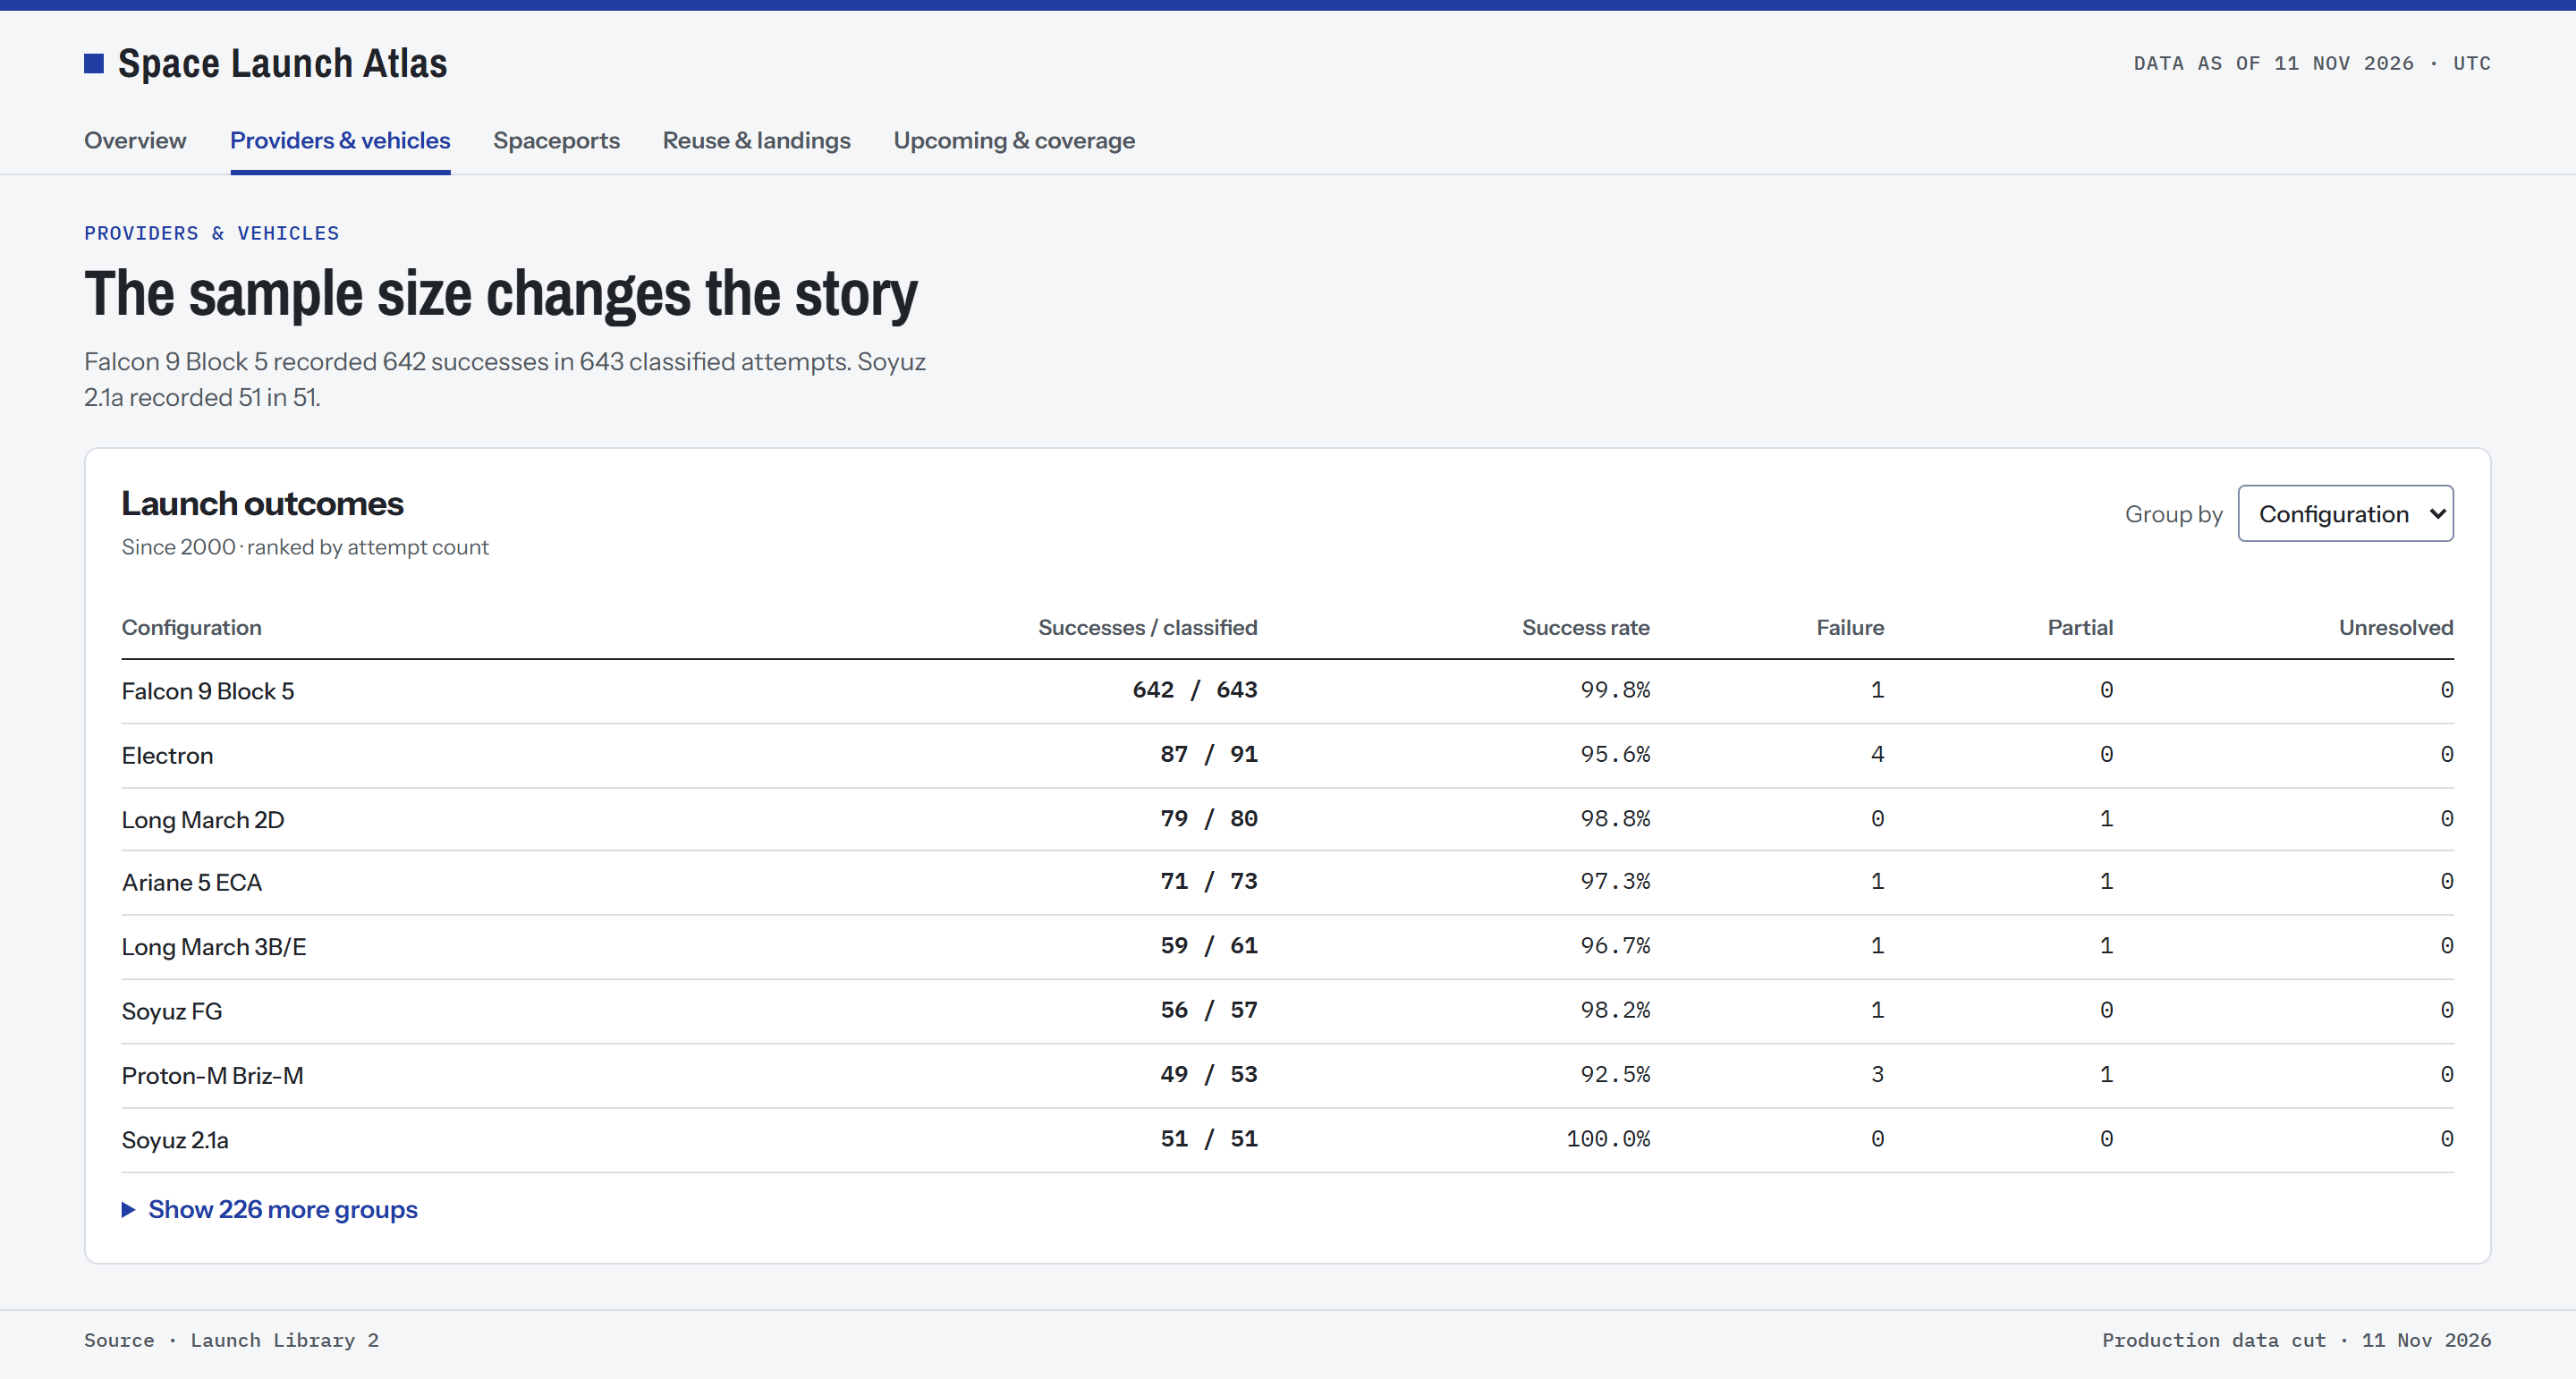 Space Launch Atlas
DATA AS OF 11 NOV 2026 · UTC
Overview Providers & vehicles Spaceports Reuse & landings Upcoming & coverage
PROVIDERS & VEHICLES
The sample size changes the story
Falcon 9 Block 5 recorded 642 successes in 643 classified attempts. Soyuz
2.1a recorded 51 in 51.
Launch outcomes
Since 2000 · ranked by attempt count
Group by Configuration
Configuration Successes / classified Success rate Failure Partial Unresolved
Falcon 9 Block 5 642 / 643 99.8% 1 0 0
Electron 87 / 91 95.6% 4 0 0
Long March 2D 79 / 80 98.8% 0 1 0
Ariane 5 ECA 71 / 73 97.3% 1 1 0
Long March 3B/E 59 / 61 96.7% 1 1 0
Soyuz FG 56 / 57 98.2% 1 0 0
Proton-M Briz-M 49 / 53 92.5% 3 1 0
Soyuz 2.1a 51 / 51 100.0% 0 0 0
Show 226 more groups
Source · Launch Library 2
Production data cut · 11 Nov 2026